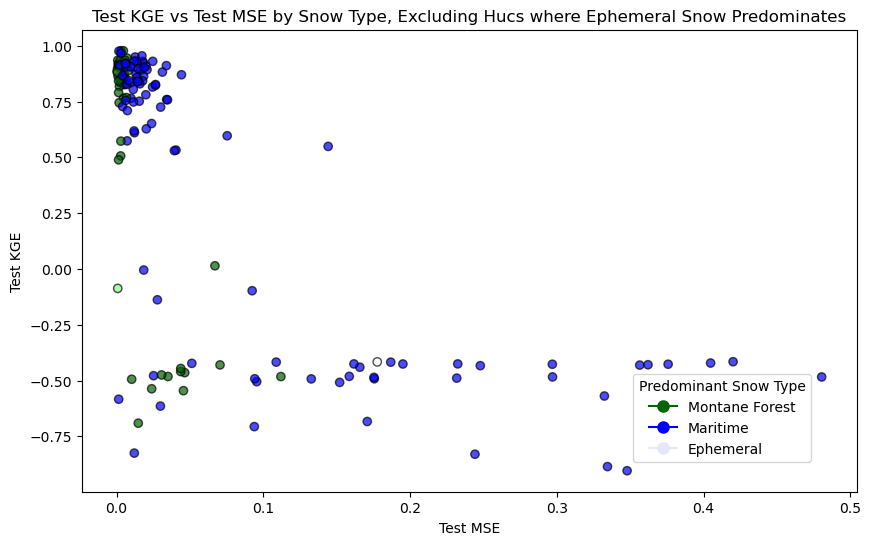 Test KGE vs Test MSE by Snow Type, Excluding Hucs where Ephemeral Snow Predominates
1.00
0.75
0.50
0.25
0.00
−0.25
−0.50
−0.75
Test KGE
Predominant Snow Type
Montane Forest
Maritime
Ephemeral
0.0
0.1
0.2
0.3
0.4
0.5
Test MSE